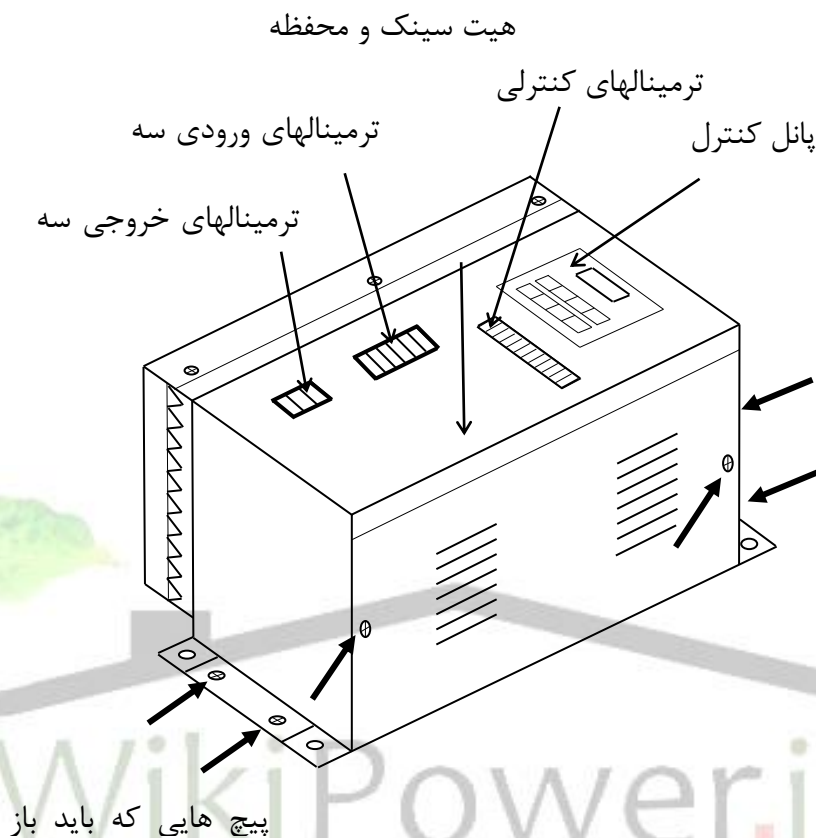 هیت سینک و محفظه
ترمینالهای کنترلی
ترمینالهای ورودی سه
پانل کنترل
ترمینالهای خروجی سه
WikiPower.i
پیچ هایی که باید باز